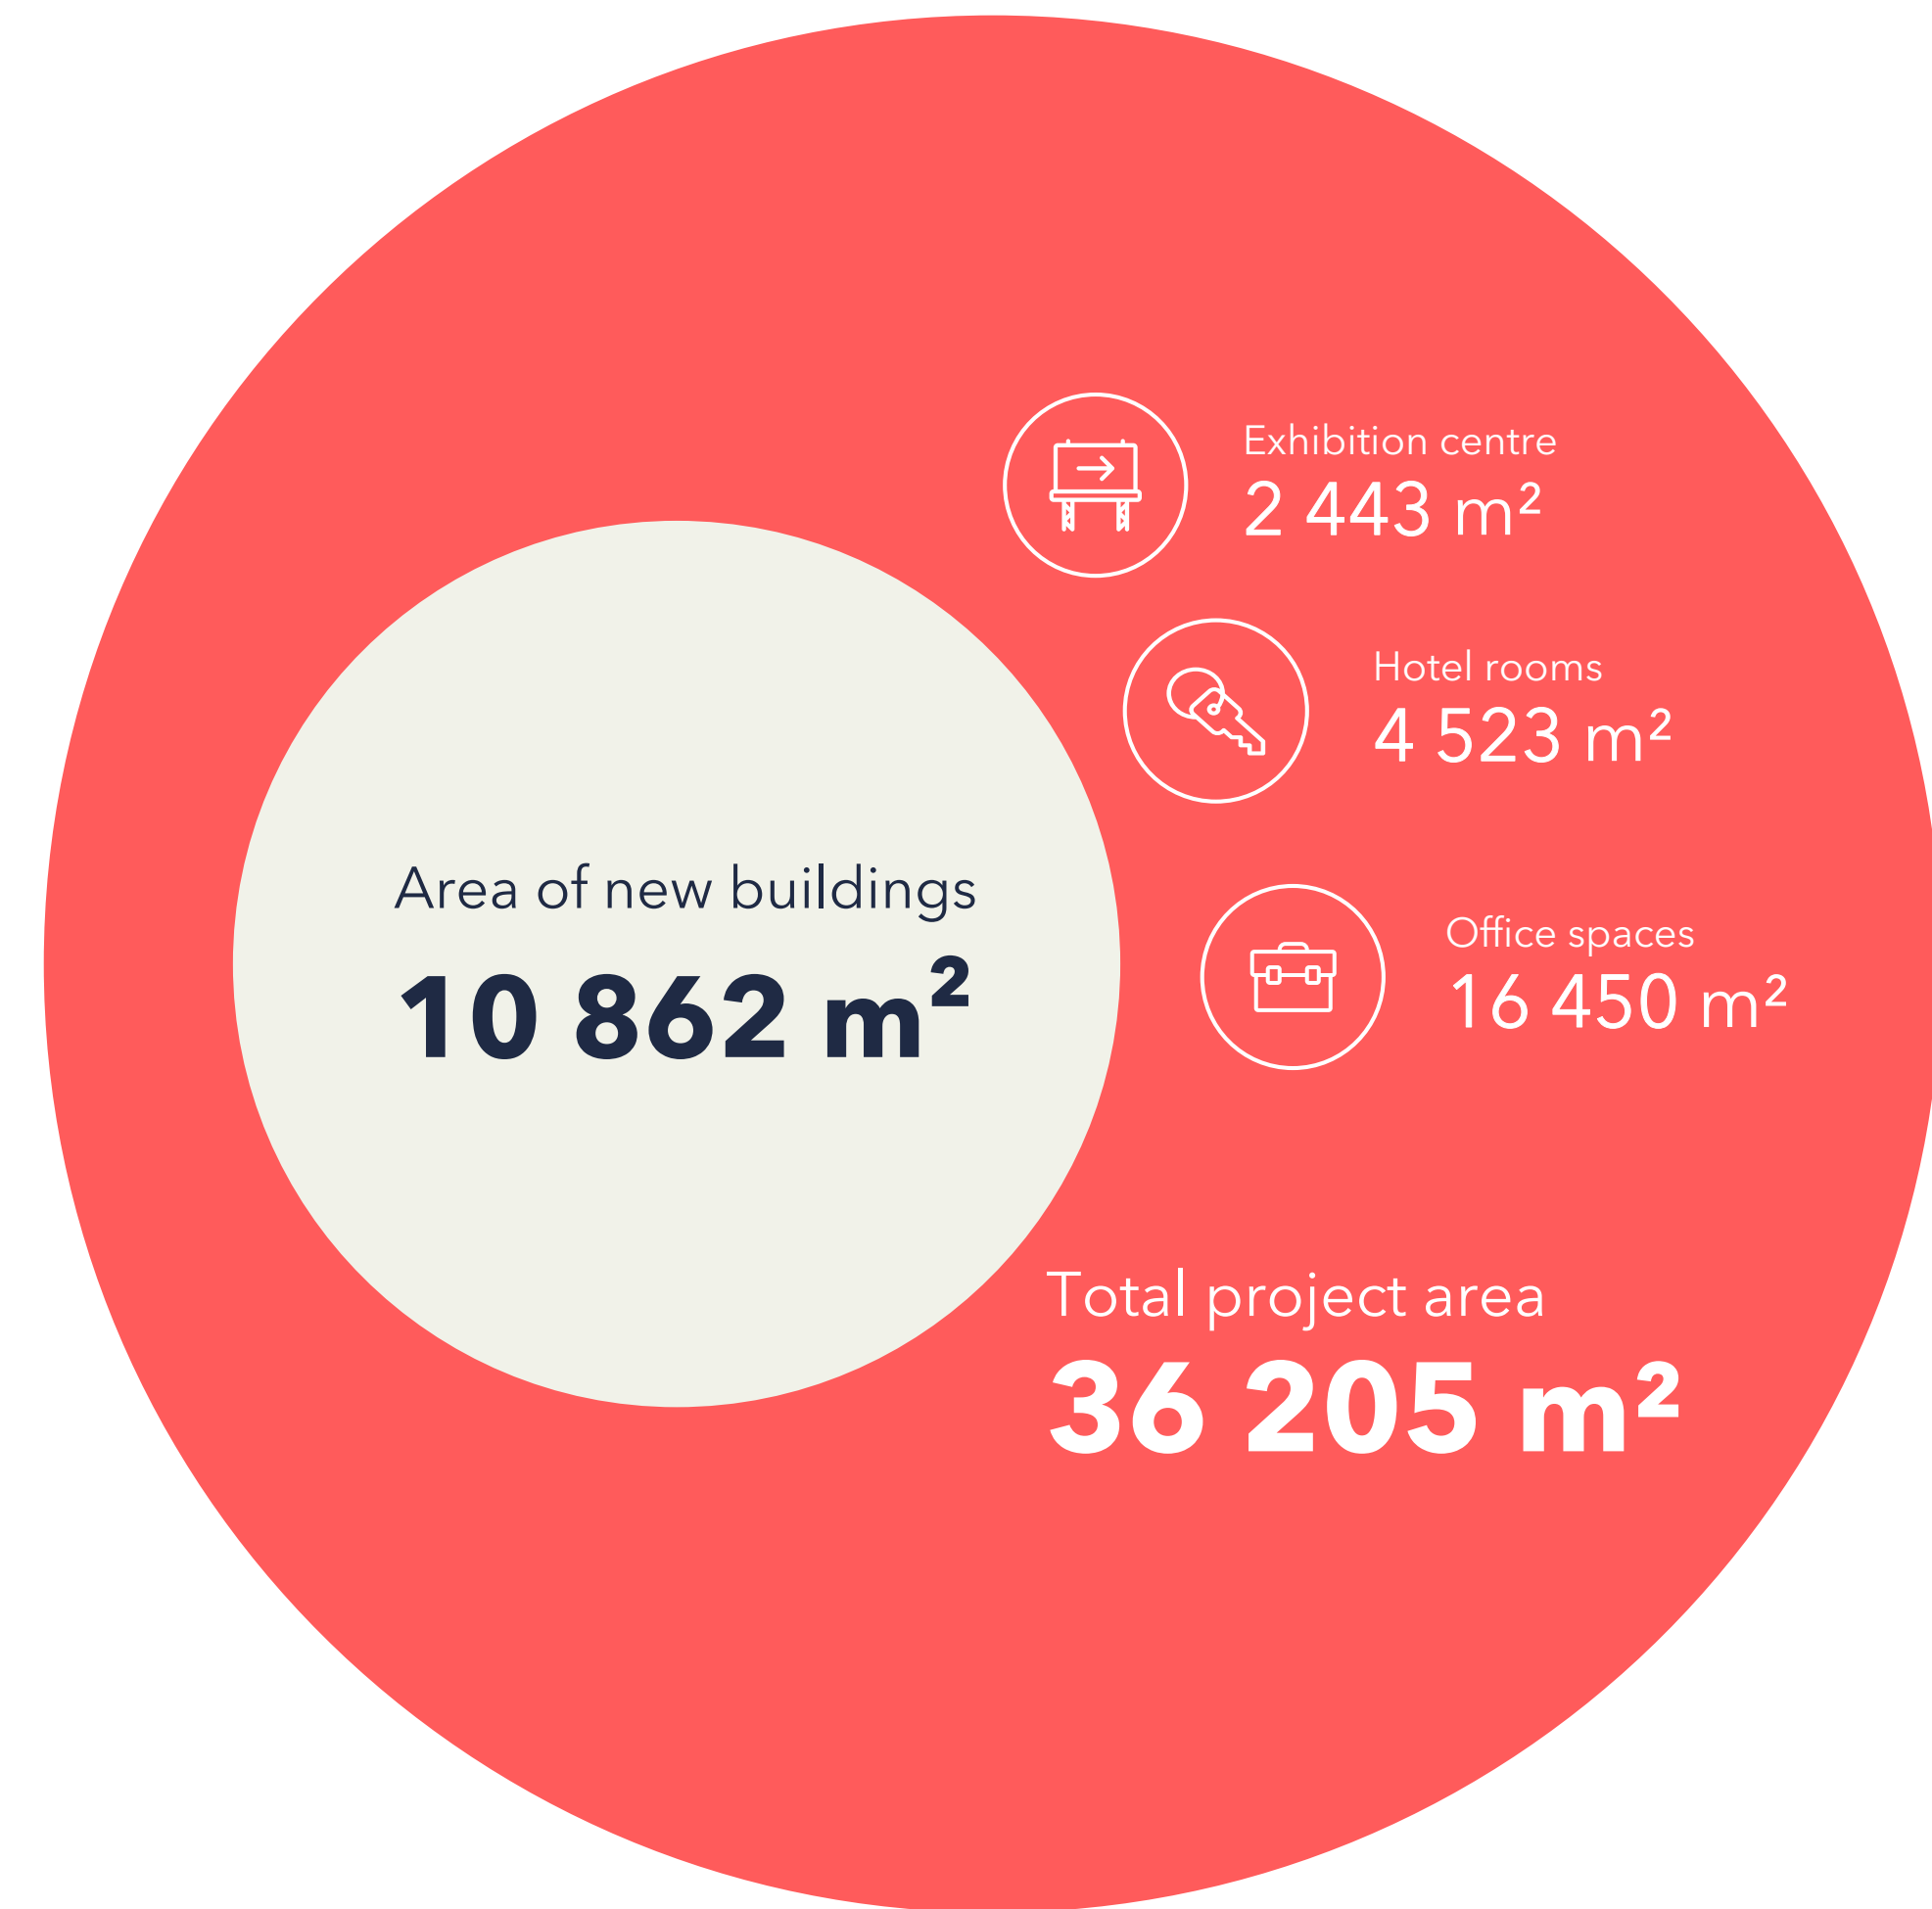 Exhibition centre
2 443 m²
Hotel rooms
4 523 m²
Area of new buildings
10 862 m²
Office spaces
16 450 m²
Total project area
36 205 m²